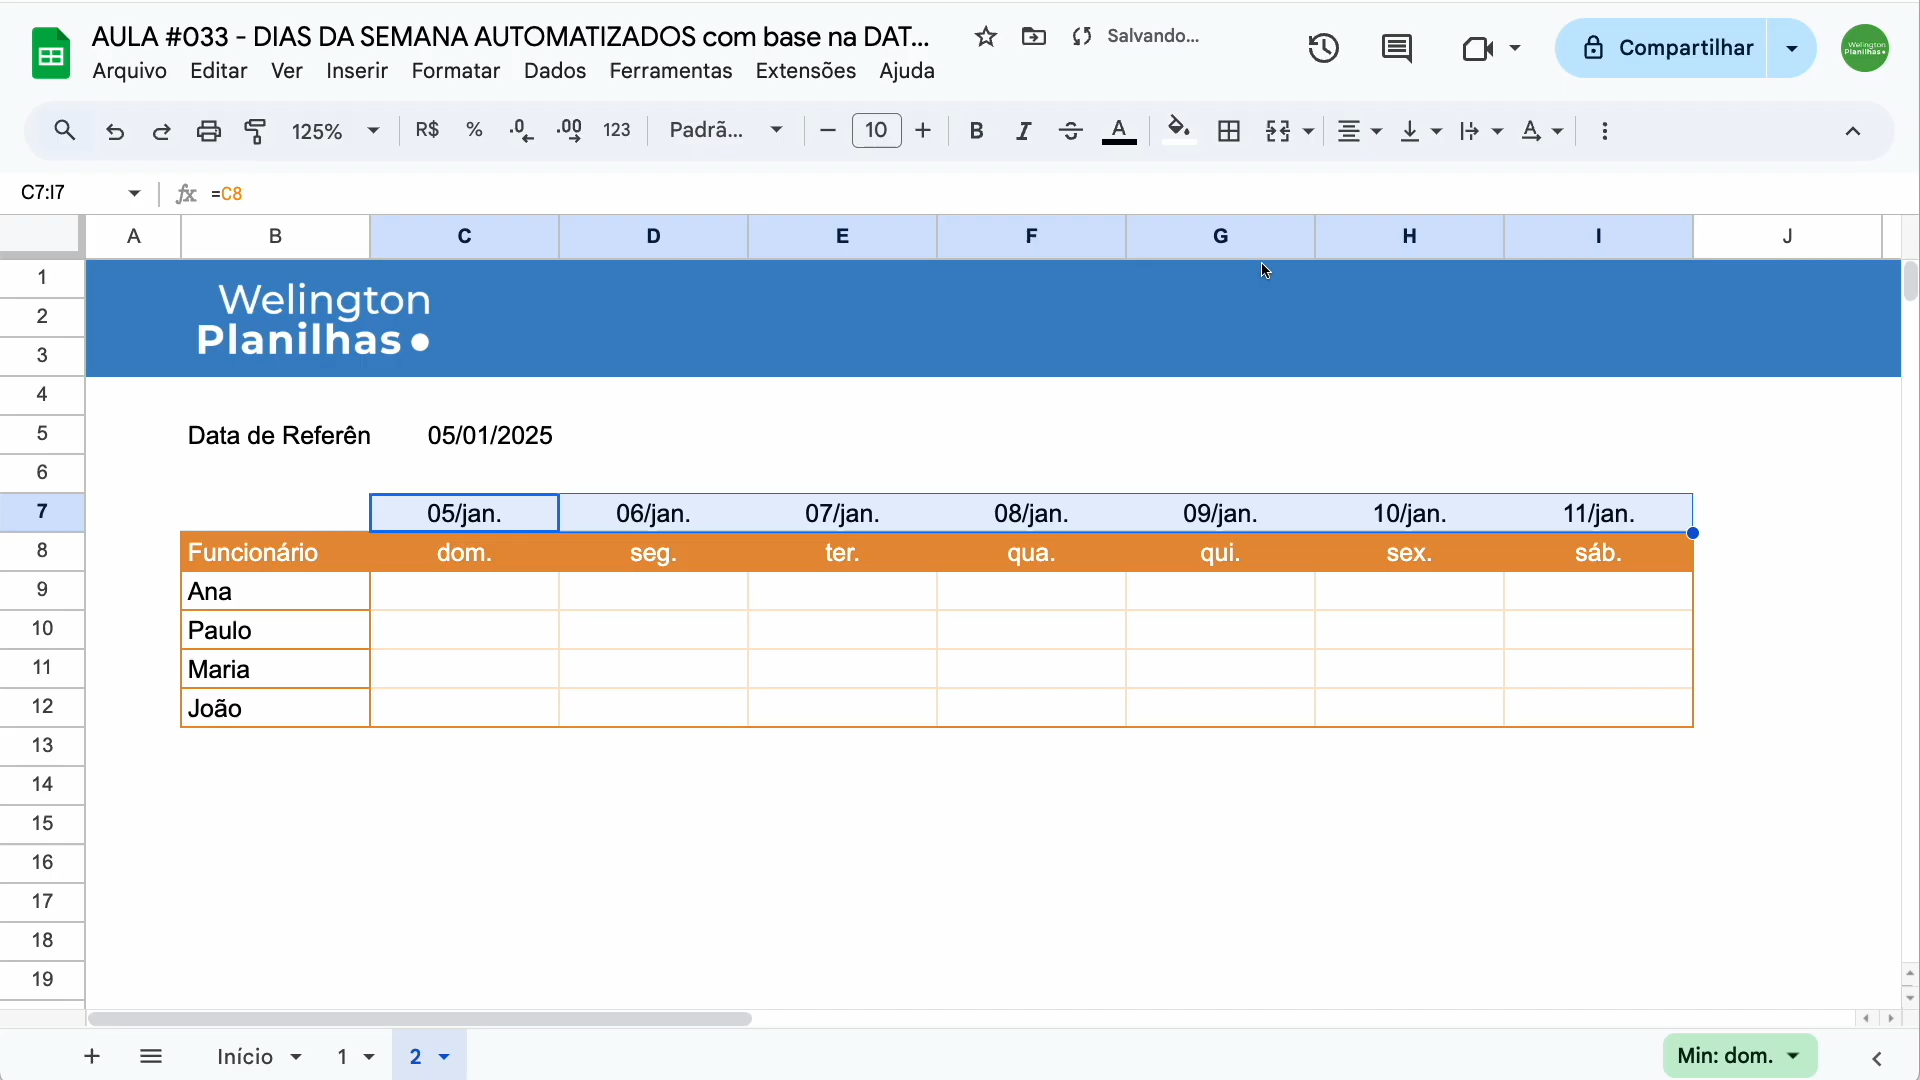 AULA #033 - DIAS DA SEMANA AUTOMATIZADOS com base na DAT...
Salvando...
Compartilhar
Welington
Planilhas
Arquivo Editar Ver Inserir Formatar Dados Ferramentas Extensões Ajuda
125% R$ % .0 .00 123 Padrã... 10 B I S A A
C7:I7 fx =C8
A B C D E F G H I J
1
2
3
Welington
Planilhas
4
5 Data de Referên 05/01/2025
6
7 05/jan. 06/jan. 07/jan. 08/jan. 09/jan. 10/jan. 11/jan.
8 Funcionário dom. seg. ter. qua. qui. sex. sáb.
9 Ana
10 Paulo
11 Maria
12 João
13
14
15
16
17
18
19
Início 1 2 Min: dom.